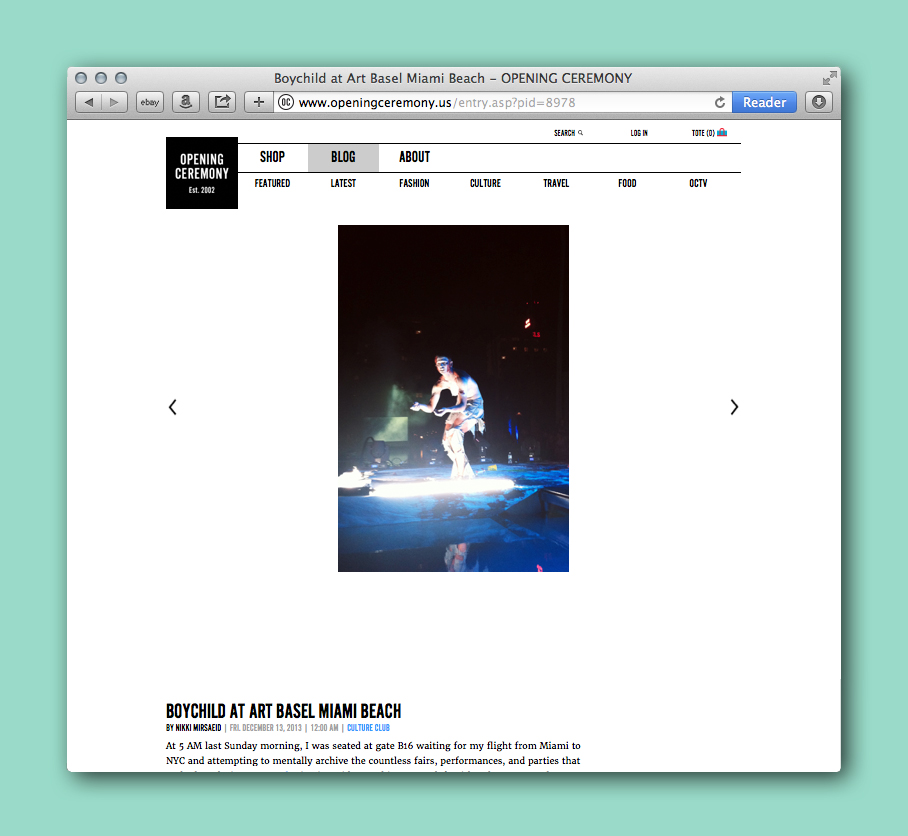 Boychild at Art Basel Miami Beach – OPENING CEREMONY
ebay
a
OC www.openingceremony.us/entry.asp?pid=8978
Reader
SEARCH
LOG IN
TOTE (0)
OPENING
CEREMONY
Est. 2002
SHOP
BLOG
ABOUT
FEATURED
LATEST
FASHION
CULTURE
TRAVEL
FOOD
OCTV
BOYCHILD AT ART BASEL MIAMI BEACH
BY NIKKI MIRSAEID | FRI, DECEMBER 13, 2013 | 12:00 AM | CULTURE CLUB
At 5 AM last Sunday morning, I was seated at gate B16 waiting for my flight from Miami to
NYC and attempting to mentally archive the countless fairs, performances, and parties that